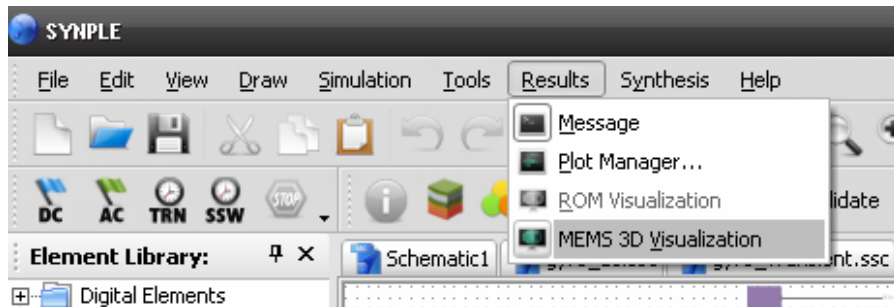 SYNPLE
File Edit View Draw Simulation Tools Results Synthesis Help
Message
Plot Manager...
ROM Visualization
MEMS 3D Visualization
DC AC TRN SSW STOP
lidate
Element Library:
Schematic1
nt.ssc
Digital Elements